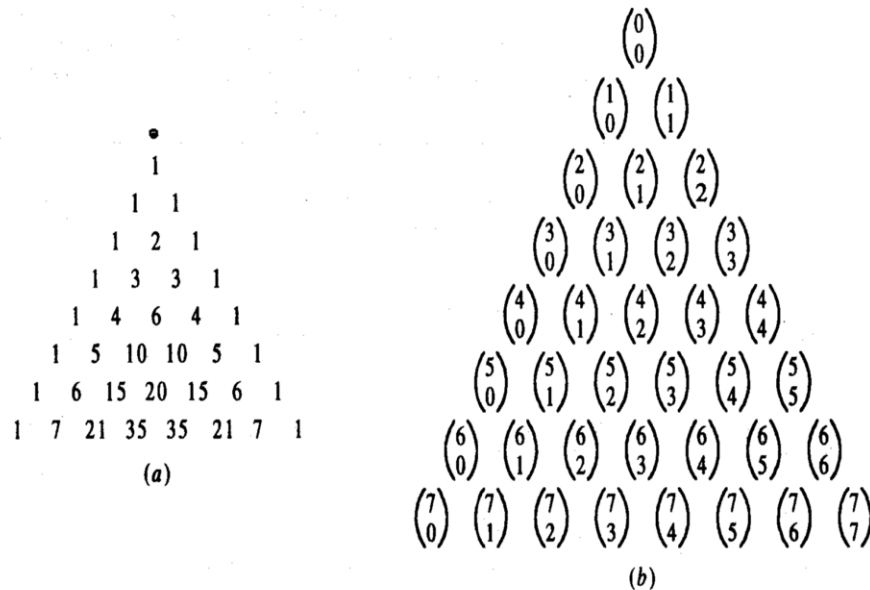 1
1 1
1 2 1
1 3 3 1
1 4 6 4 1
1 5 10 10 5 1
1 6 15 20 15 6 1
1 7 21 35 35 21 7 1
(a)
(0 0)
(1 0) (1 1)
(2 0) (2 1) (2 2)
(3 0) (3 1) (3 2) (3 3)
(4 0) (4 1) (4 2) (4 3) (4 4)
(5 0) (5 1) (5 2) (5 3) (5 4) (5 5)
(6 0) (6 1) (6 2) (6 3) (6 4) (6 5) (6 6)
(7 0) (7 1) (7 2) (7 3) (7 4) (7 5) (7 6) (7 7)
(b)